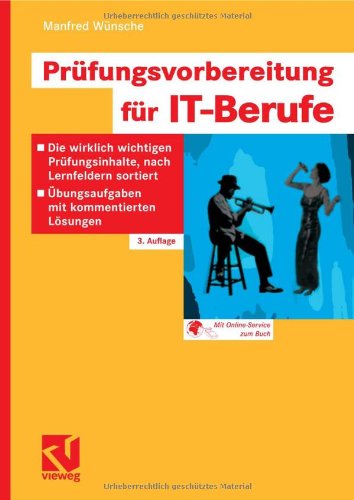 Urheberrechtlich geschütztes Material
Manfred Wünsche
Prüfungsvorbereitung
für IT-Berufe
Die wirklich wichtigen
Prüfungsinhalte, nach
Lernfeldern sortiert
Übungsaufgaben
mit kommentierten
Lösungen
3. Auflage
Mit Online-Service
zum Buch
vieweg
Urheberrechtlich geschütztes Material